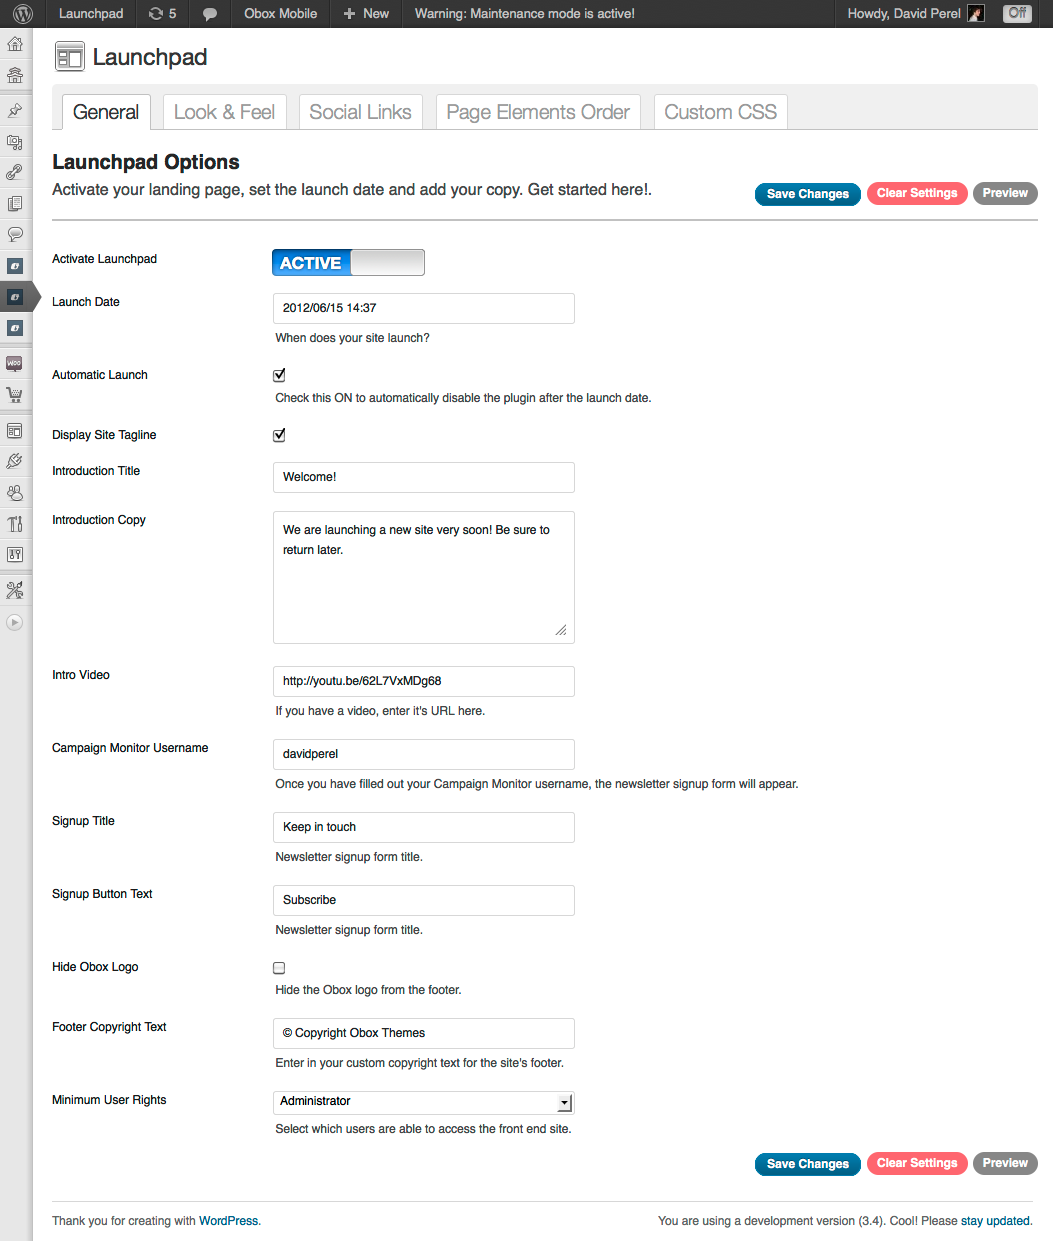 Launchpad 5 Obox Mobile New Warning: Maintenance mode is active! Howdy, David Perel Off
Launchpad
General Look & Feel Social Links Page Elements Order Custom CSS
Launchpad Options
Activate your landing page, set the launch date and add your copy. Get started here!.
Save Changes Clear Settings Preview
Activate Launchpad ACTIVE
Launch Date 2012/06/15 14:37
When does your site launch?
Automatic Launch
Check this ON to automatically disable the plugin after the launch date.
Display Site Tagline
Introduction Title Welcome!
Introduction Copy We are launching a new site very soon! Be sure to
return later.
Intro Video http://youtu.be/62L7VxMDg68
If you have a video, enter it's URL here.
Campaign Monitor Username davidperel
Once you have filled out your Campaign Monitor username, the newsletter signup form will appear.
Signup Title Keep in touch
Newsletter signup form title.
Signup Button Text Subscribe
Newsletter signup form title.
Hide Obox Logo
Hide the Obox logo from the footer.
Footer Copyright Text © Copyright Obox Themes
Enter in your custom copyright text for the site's footer.
Minimum User Rights Administrator
Select which users are able to access the front end site.
Save Changes Clear Settings Preview
Thank you for creating with WordPress. You are using a development version (3.4). Cool! Please stay updated.